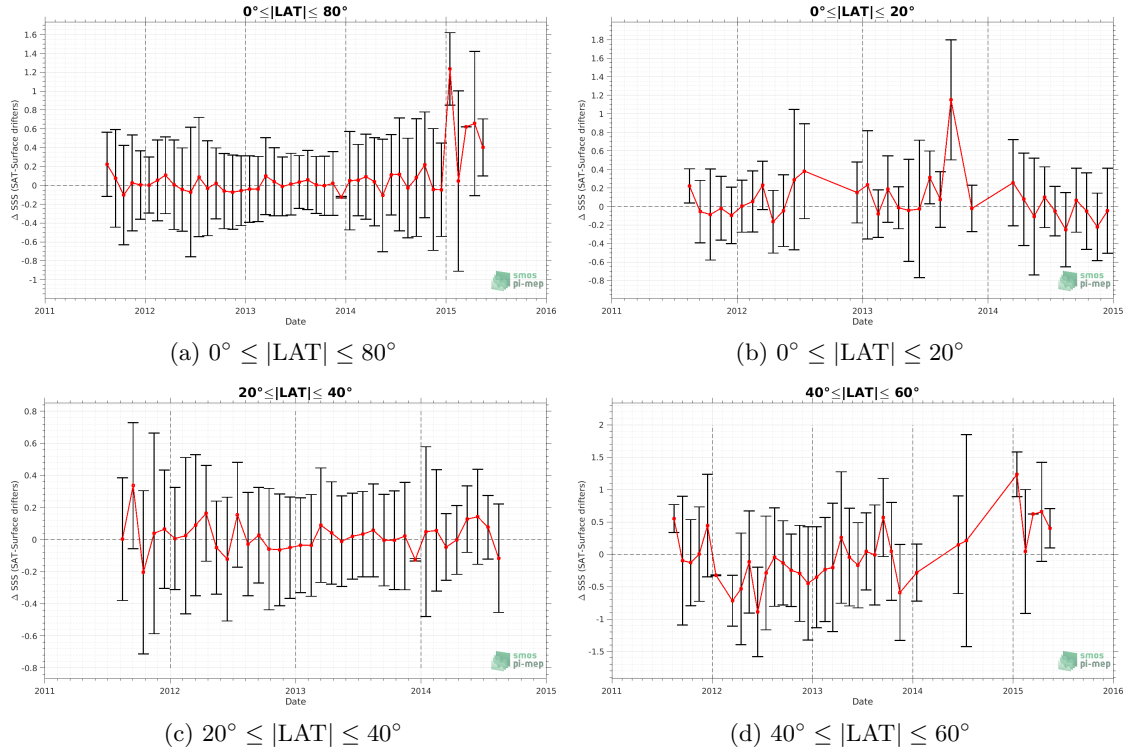 0°≤|LAT|≤ 80°
Δ SSS (SAT-Surface drifters)
1.6
1.4
1.2
1
0.8
0.6
0.4
0.2
0
-0.2
-0.4
-0.6
-0.8
-1
2011 2012 2013 2014 2015 2016
Date
smos
pi-mep
(a) 0° ≤ |LAT| ≤ 80°
0°≤|LAT|≤ 20°
Δ SSS (SAT-Surface drifters)
1.8
1.6
1.4
1.2
1
0.8
0.6
0.4
0.2
0
-0.2
-0.4
-0.6
-0.8
2011 2012 2013 2014 2015
Date
smos
pi-mep
(b) 0° ≤ |LAT| ≤ 20°
20°≤|LAT|≤ 40°
Δ SSS (SAT-Surface drifters)
0.8
0.6
0.4
0.2
0
-0.2
-0.4
-0.6
-0.8
2011 2012 2013 2014 2015
Date
smos
pi-mep
(c) 20° ≤ |LAT| ≤ 40°
40°≤|LAT|≤ 60°
Δ SSS (SAT-Surface drifters)
2
1.5
1
0.5
0
-0.5
-1
-1.5
2011 2012 2013 2014 2015 2016
Date
smos
pi-mep
(d) 40° ≤ |LAT| ≤ 60°